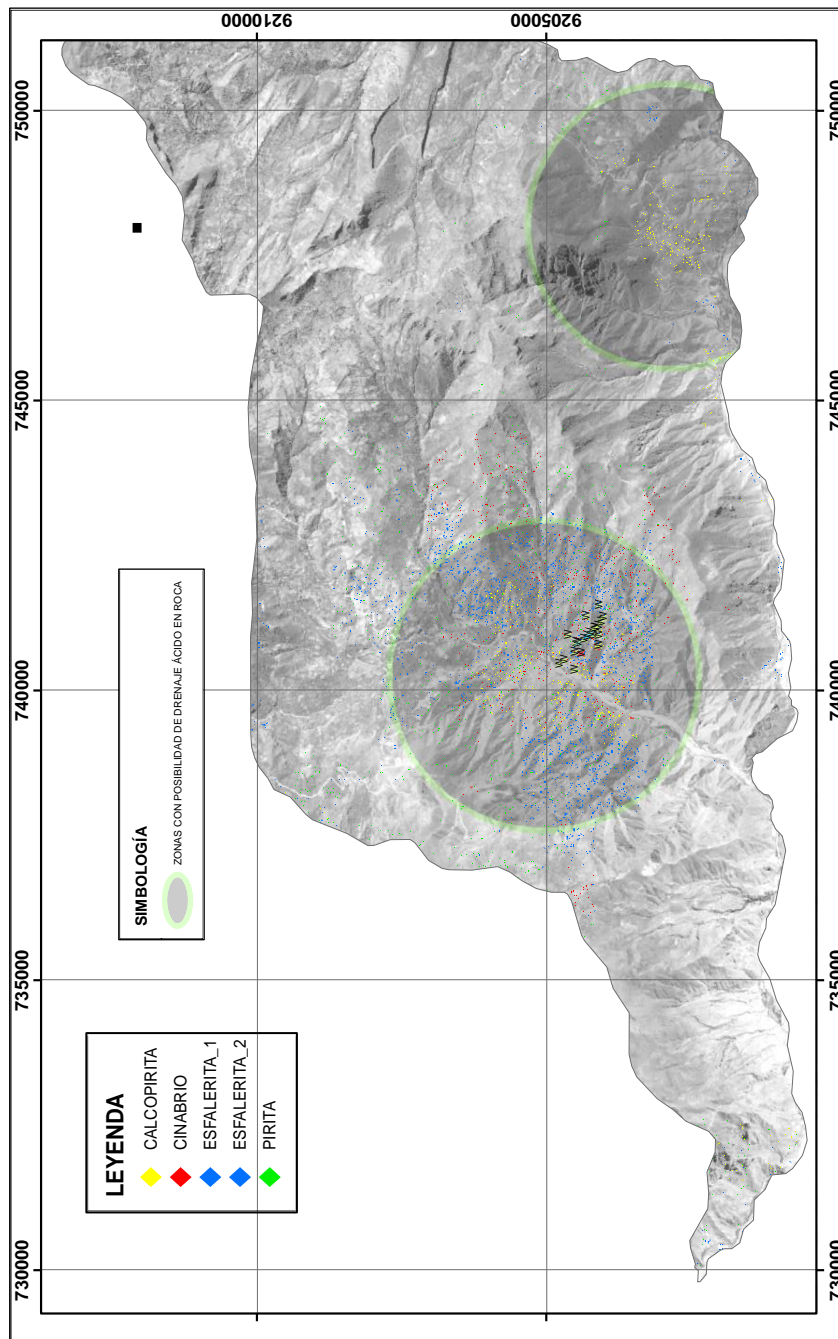 9210000
9205000
750000
745000
740000
735000
730000
750000
745000
740000
735000
730000
SIMBOLOGÍA
ZONAS CON POSIBILIDAD DE DRENAJE ÁCIDO EN ROCA
LEYENDA
CALCOPIRITA
CINABRIO
ESFALERITA_1
ESFALERITA_2
PIRITA